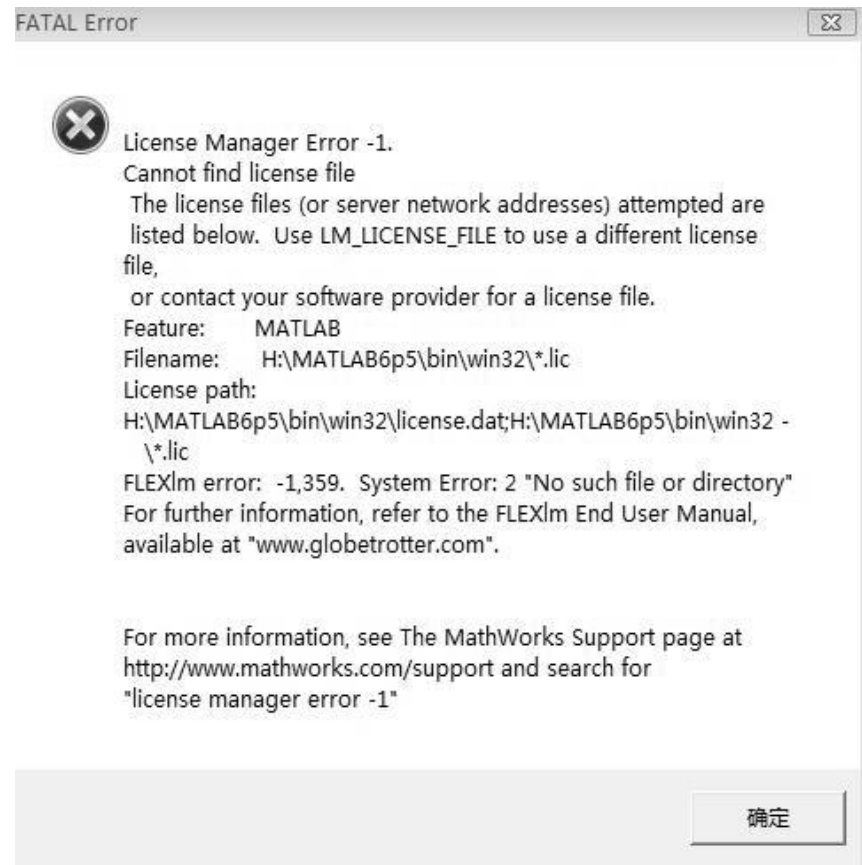 FATAL Error
License Manager Error -1.
Cannot find license file
The license files (or server network addresses) attempted are
listed below.  Use LM_LICENSE_FILE to use a different license
file,
or contact your software provider for a license file.
Feature:       MATLAB
Filename:      H:\MATLAB6p5\bin\win32\*.lic
License path:
H:\MATLAB6p5\bin\win32\license.dat;H:\MATLAB6p5\bin\win32 -
\*.lic
FLEXlm error:  -1,359.  System Error: 2 "No such file or directory"
For further information, refer to the FLEXlm End User Manual,
available at "www.globetrotter.com".
For more information, see The MathWorks Support page at
http://www.mathworks.com/support and search for
"license manager error -1"
确定